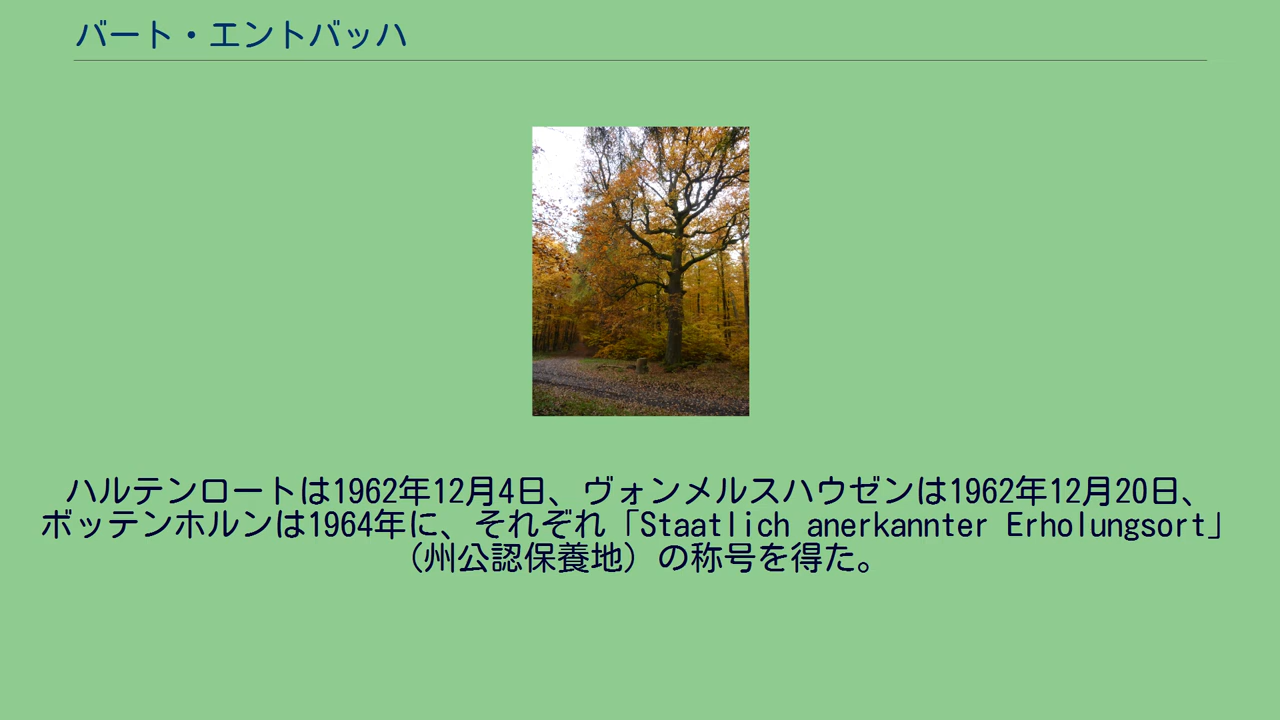 バート・エントバッハ
ハルテンロートは1962年12月4日、ヴォンメルスハウゼンは1962年12月20日、
ボッテンホルンは1964年に、それぞれ「Staatlich anerkannter Erholungsort」
（州公認保養地）の称号を得た。